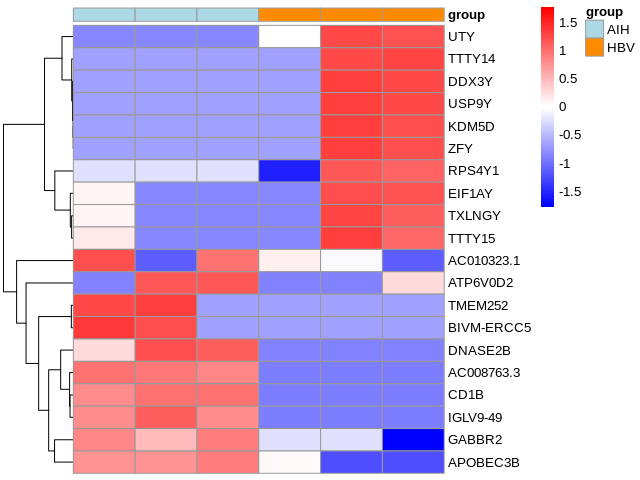 group
UTY
TTTY14
DDX3Y
USP9Y
KDM5D
ZFY
RPS4Y1
EIF1AY
TXLNGY
TTTY15
AC010323.1
ATP6V0D2
TMEM252
BIVM-ERCC5
DNASE2B
AC008763.3
CD1B
IGLV9-49
GABBR2
APOBEC3B
1.5
1
0.5
0
-0.5
-1
-1.5
group
AIH
HBV